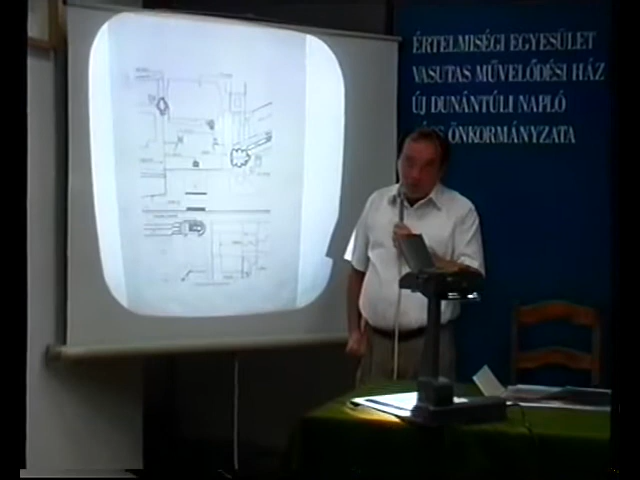 ÉRTELMISÉGI EGYESÜLET
VASUTAS MŰVELŐDÉSI HÁZ
ÚJ DUNÁNTÚLI NAPLÓ
ÖNKORMÁNYZATA